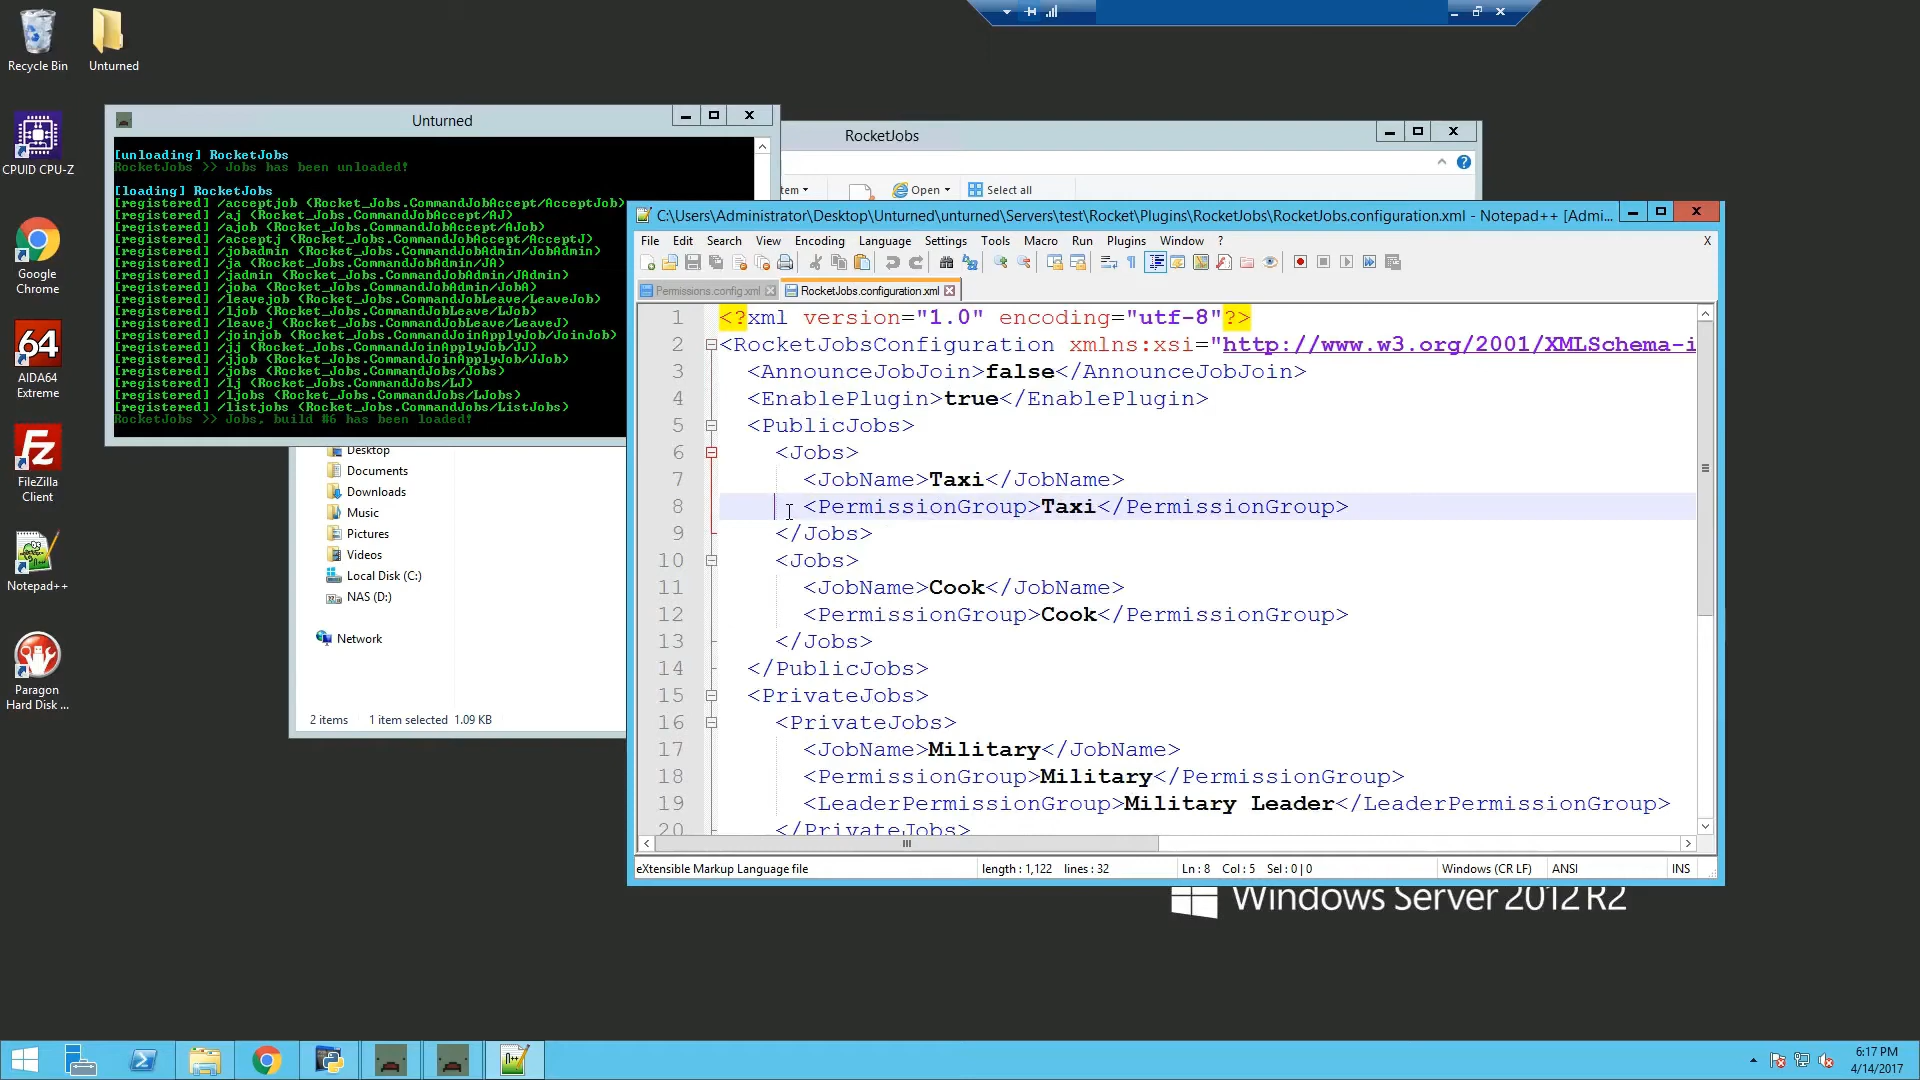 Recycle Bin
Unturned
CPUID CPU-Z
Google
Chrome
64
AIDA64
Extreme
FileZilla
Client
Notepad++
Paragon
Hard Disk ...
Unturned
[unloading] RocketJobs
RocketJobs >> Jobs has been unloaded!
[loading] RocketJobs
[registered] /acceptjob (Rocket_Jobs.CommandJobAccept/AcceptJob)
[registered] /aj (Rocket_Jobs.CommandJobAccept/AJ)
[registered] /ajob (Rocket_Jobs.CommandJobAccept/AJob)
[registered] /acceptj (Rocket_Jobs.CommandJobAccept/AcceptJ)
[registered] /jobadmin (Rocket_Jobs.CommandJobAdmin/JobAdmin)
[registered] /ja (Rocket_Jobs.CommandJobAdmin/JA)
[registered] /jadmin (Rocket_Jobs.CommandJobAdmin/JAdmin)
[registered] /joba (Rocket_Jobs.CommandJobAdmin/JobA)
[registered] /leavejob (Rocket_Jobs.CommandJobLeave/LeaveJob)
[registered] /ljob (Rocket_Jobs.CommandJobLeave/LJob)
[registered] /leavej (Rocket_Jobs.CommandJobLeave/LeaveJ)
[registered] /joinjob (Rocket_Jobs.CommandJoinApplyJob/JoinJob)
[registered] /jj (Rocket_Jobs.CommandJoinApplyJob/JJ)
[registered] /jjob (Rocket_Jobs.CommandJoinApplyJob/JJob)
[registered] /jobs (Rocket_Jobs.CommandJobs/Jobs)
[registered] /lj (Rocket_Jobs.CommandJobs/LJ)
[registered] /ljobs (Rocket_Jobs.CommandJobs/LJobs)
[registered] /listjobs (Rocket_Jobs.CommandJobs/ListJobs)
RocketJobs >> Jobs, build #6 has been loaded!
RocketJobs
Open
Select all
Desktop
Documents
Downloads
Music
Pictures
Videos
Local Disk (C:)
NAS (D:)
Network
2 items 1 item selected 1.09 KB
C:\Users\Administrator\Desktop\Unturned\unturned\Servers\test\Rocket\Plugins\RocketJobs\RocketJobs.configuration.xml - Notepad++ [Admi...
File Edit Search View Encoding Language Settings Tools Macro Run Plugins Window ? X
Permissions.config.xml RocketJobs.configuration.xml
1 <?xml version="1.0" encoding="utf-8"?>
2 <RocketJobsConfiguration xmlns:xsi="http://www.w3.org/2001/XMLSchema-i
3 <AnnounceJobJoin>false</AnnounceJobJoin>
4 <EnablePlugin>true</EnablePlugin>
5 <PublicJobs>
6 <Jobs>
7 <JobName>Taxi</JobName>
8 <PermissionGroup>Taxi</PermissionGroup>
9 </Jobs>
10 <Jobs>
11 <JobName>Cook</JobName>
12 <PermissionGroup>Cook</PermissionGroup>
13 </Jobs>
14 </PublicJobs>
15 <PrivateJobs>
16 <PrivateJobs>
17 <JobName>Military</JobName>
18 <PermissionGroup>Military</PermissionGroup>
19 <LeaderPermissionGroup>Military Leader</LeaderPermissionGroup>
20 </PrivateJobs>
eXtensible Markup Language file length : 1,122 lines : 32 Ln : 8 Col : 5 Sel : 0 | 0 Windows (CR LF) ANSI INS
Windows Server 2012 R2
6:17 PM
4/14/2017